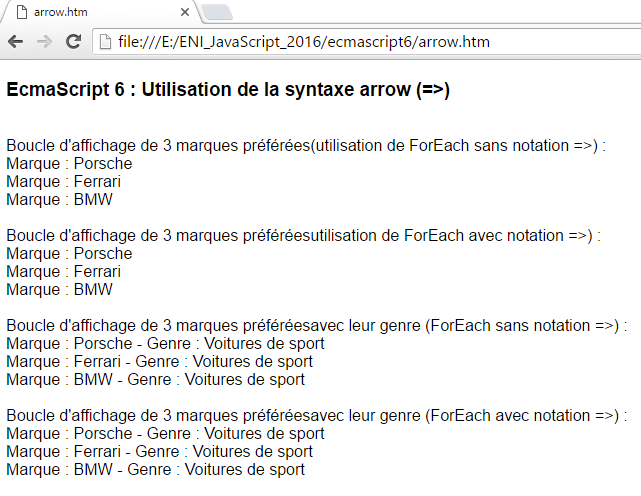 arrow.htm
file:///E:/ENI_JavaScript_2016/ecmascript6/arrow.htm
EcmaScript 6 : Utilisation de la syntaxe arrow (=>)
Boucle d'affichage de 3 marques préférées(utilisation de ForEach sans notation =>) :
Marque : Porsche
Marque : Ferrari
Marque : BMW
Boucle d'affichage de 3 marques préféréesutilisation de ForEach avec notation =>) :
Marque : Porsche
Marque : Ferrari
Marque : BMW
Boucle d'affichage de 3 marques préféréesavec leur genre (ForEach sans notation =>) :
Marque : Porsche - Genre : Voitures de sport
Marque : Ferrari - Genre : Voitures de sport
Marque : BMW - Genre : Voitures de sport
Boucle d'affichage de 3 marques préféréesavec leur genre (ForEach avec notation =>) :
Marque : Porsche - Genre : Voitures de sport
Marque : Ferrari - Genre : Voitures de sport
Marque : BMW - Genre : Voitures de sport